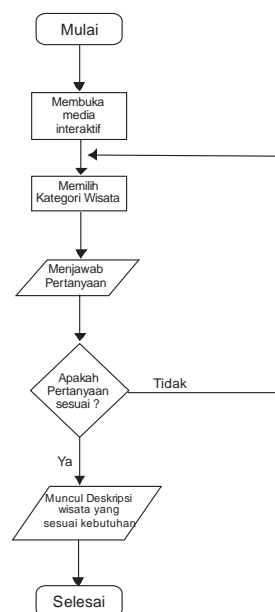 Mulai
Membuka
media
interaktif
Memilih
Kategori Wisata
Menjawab
Pertanyaan
Apakah
Pertanyaan
sesuai ?
Tidak
Ya
Muncul Deskripsi
wisata yang
sesuai kebutuhan
Selesai